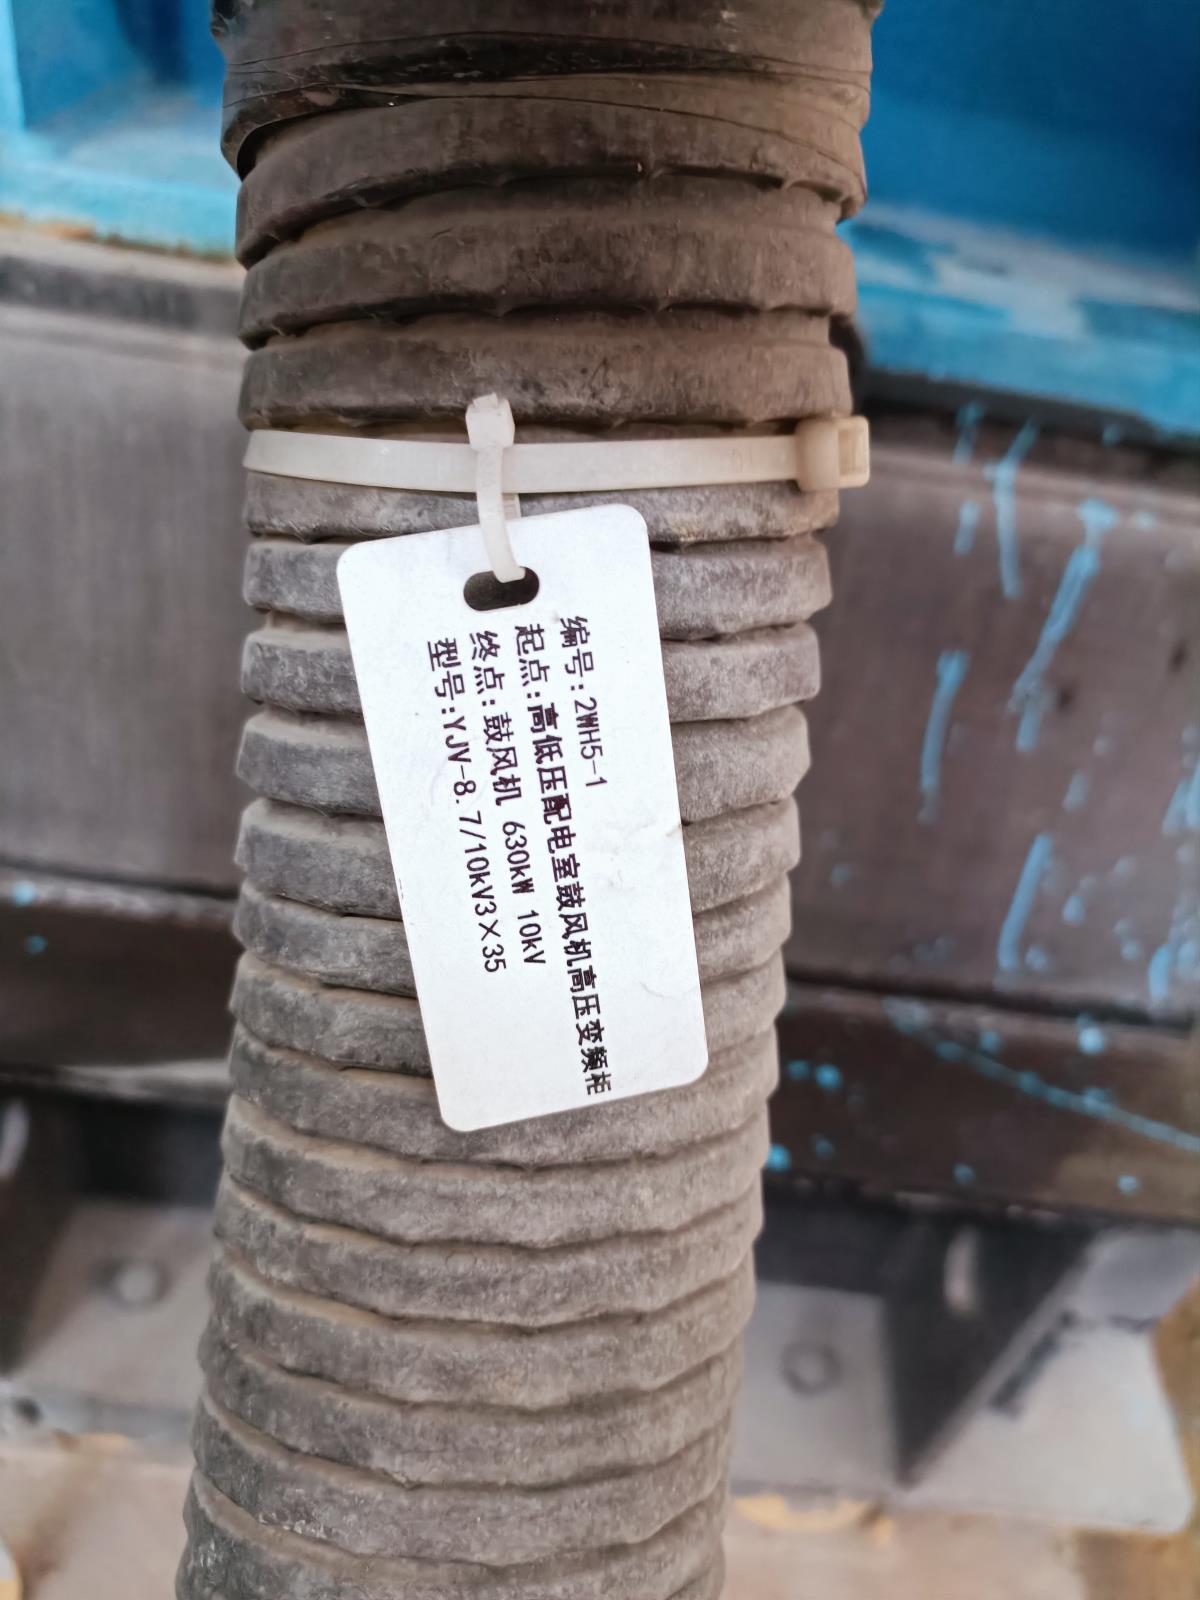 编号:2WH5-1
起点:高低压配电室鼓风机高压变频柜
终点:鼓风机 630kW 10kV
型号:YJV-8.7/10kV3×35